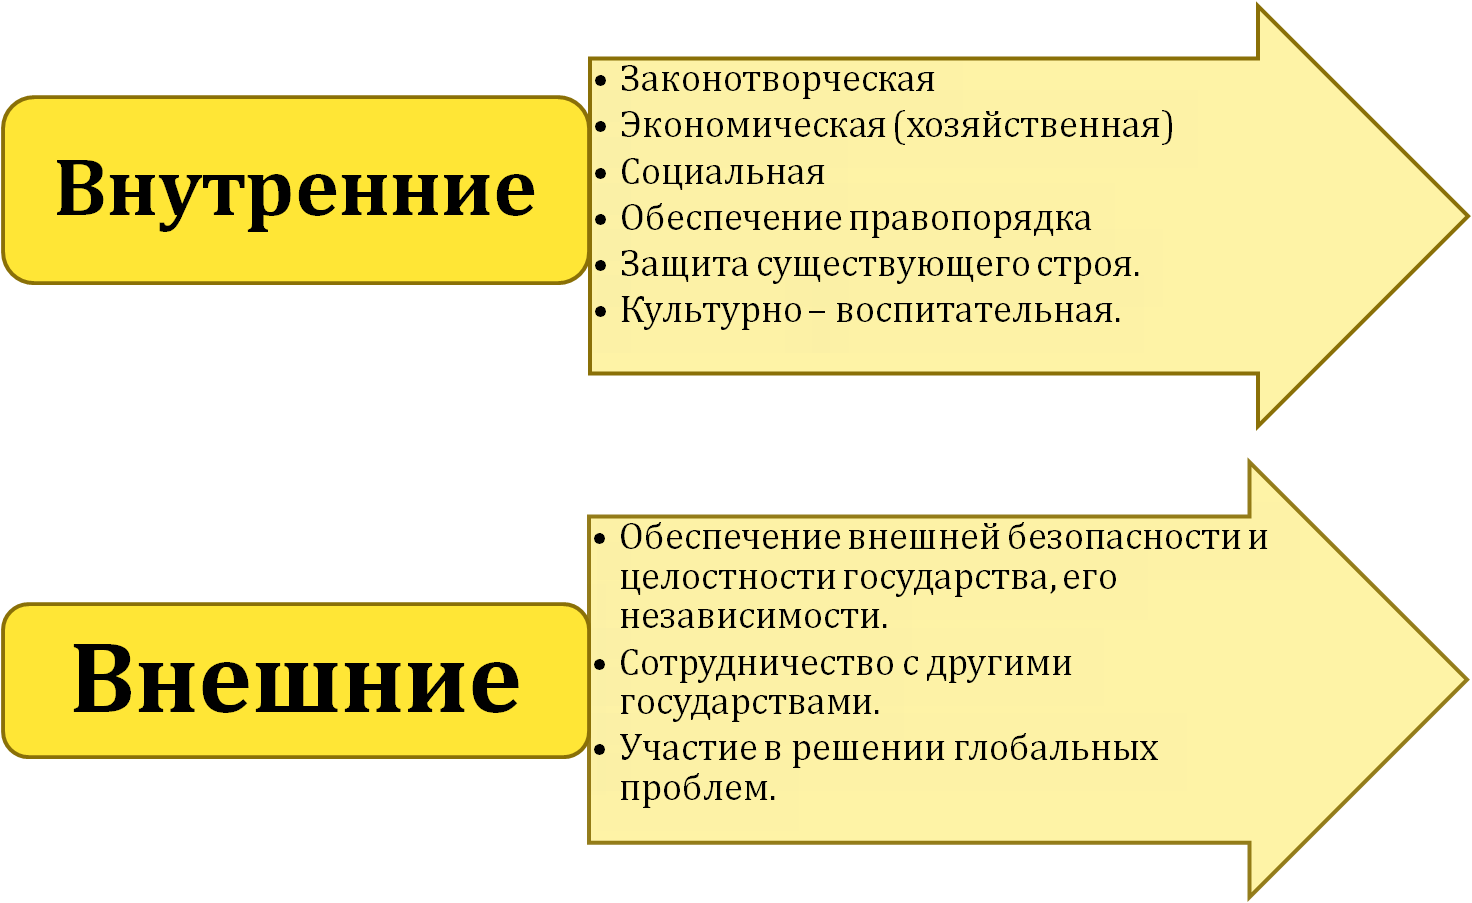 Внутренние
• Законотворческая
• Экономическая (хозяйственная)
• Социальная
• Обеспечение правопорядка
• Защита существующего строя.
• Культурно – воспитательная.
Внешние
• Обеспечение внешней безопасности и
целостности государства, его
независимости.
• Сотрудничество с другими
государствами.
• Участие в решении глобальных
проблем.